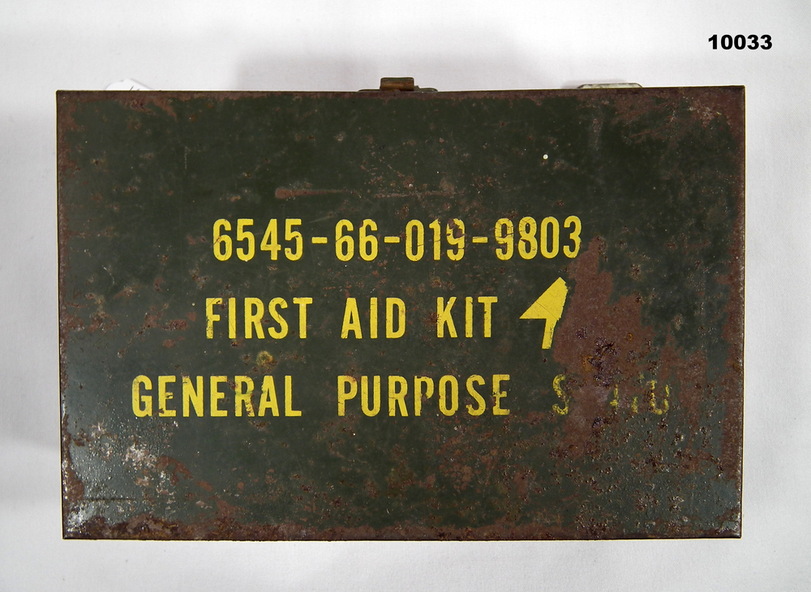 10033
6545-66-019-9803
FIRST AID KIT
GENERAL PURPOSE